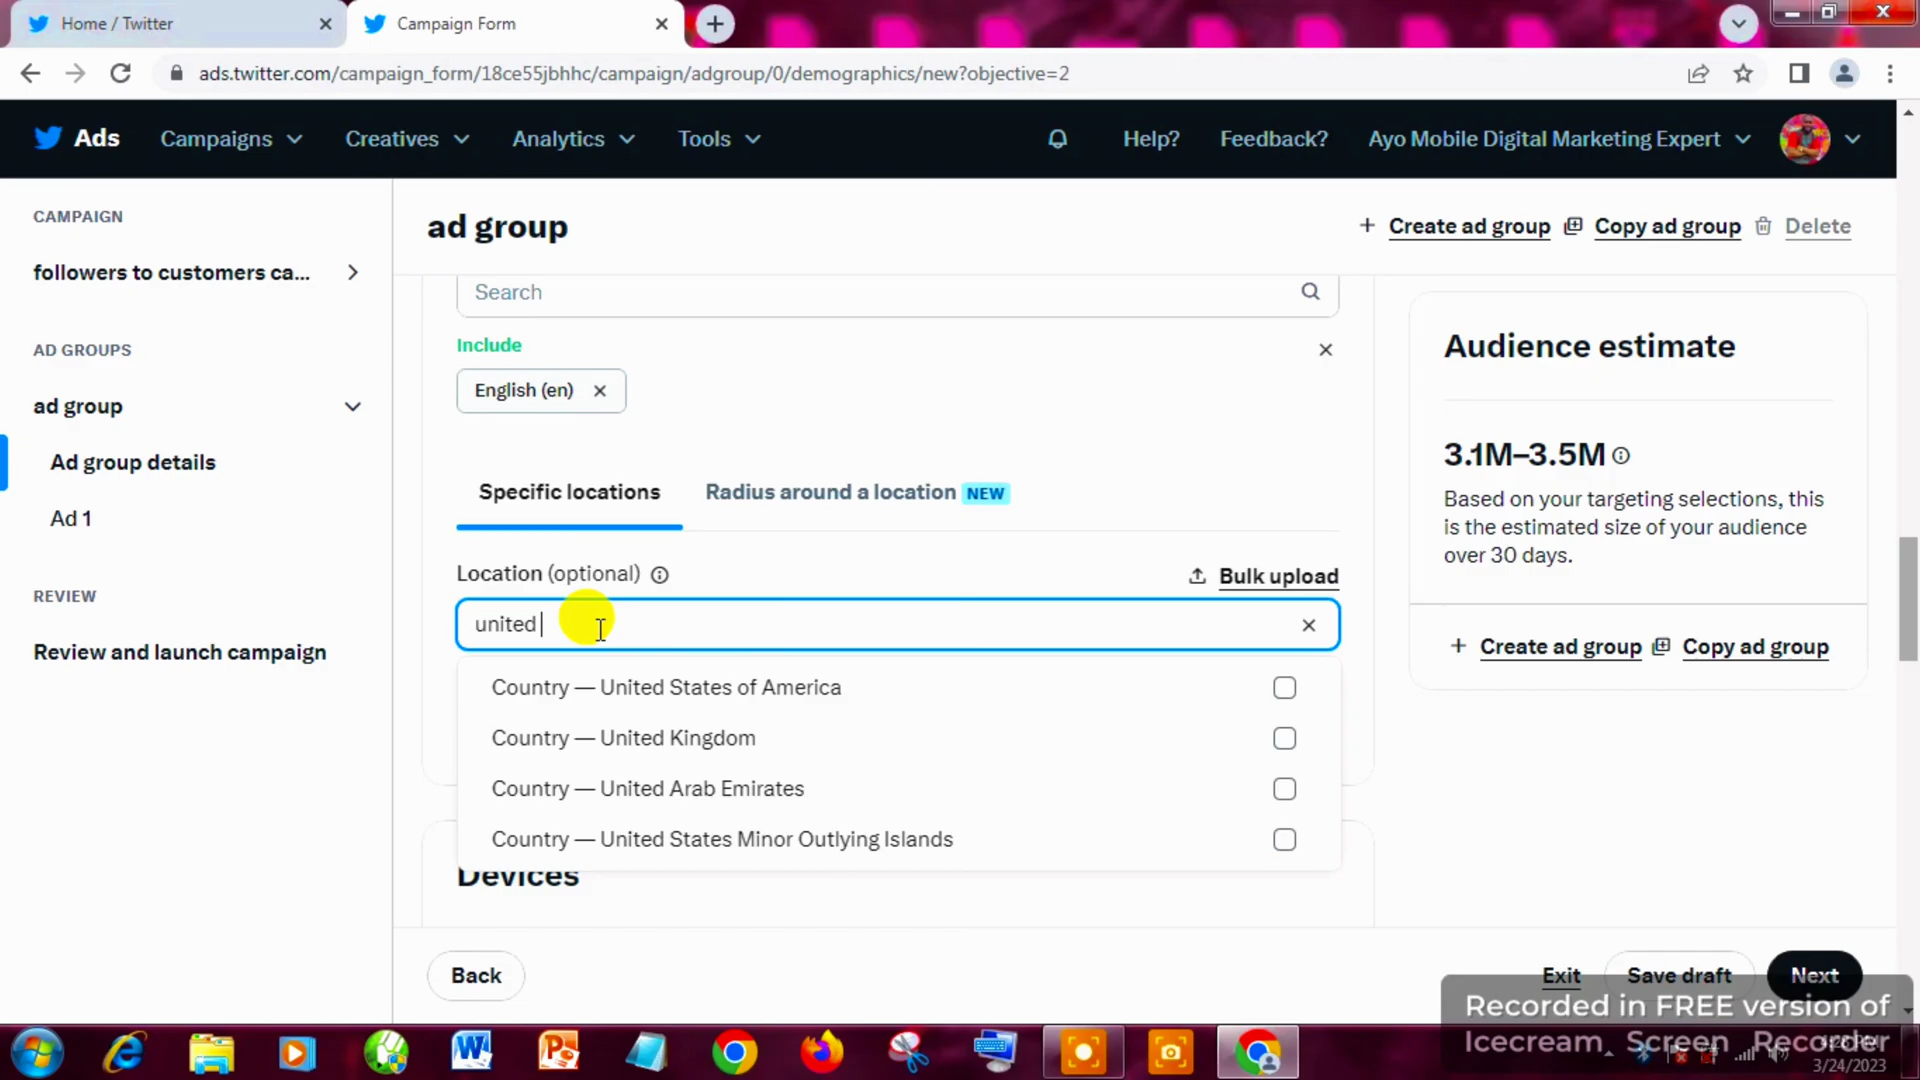 Home / Twitter
Campaign Form
ads.twitter.com/campaign_form/18ce55jbhhc/campaign/adgroup/0/demographics/new?objective=2
Ads
Campaigns
Creatives
Analytics
Tools
Help?
Feedback?
Ayo Mobile Digital Marketing Expert
CAMPAIGN
followers to customers ca...
AD GROUPS
ad group
Ad group details
Ad 1
REVIEW
Review and launch campaign
ad group
Create ad group
Copy ad group
Delete
Search
Include
English (en)
Specific locations
Radius around a location NEW
Location (optional)
Bulk upload
united
Country — United States of America
Country — United Kingdom
Country — United Arab Emirates
Country — United States Minor Outlying Islands
Devices
Audience estimate
3.1M–3.5M
Based on your targeting selections, this
is the estimated size of your audience
over 30 days.
Create ad group
Copy ad group
Back
Exit
Save draft
Next
Recorded in FREE version of
Icecream Screen Recorder
3/24/2023